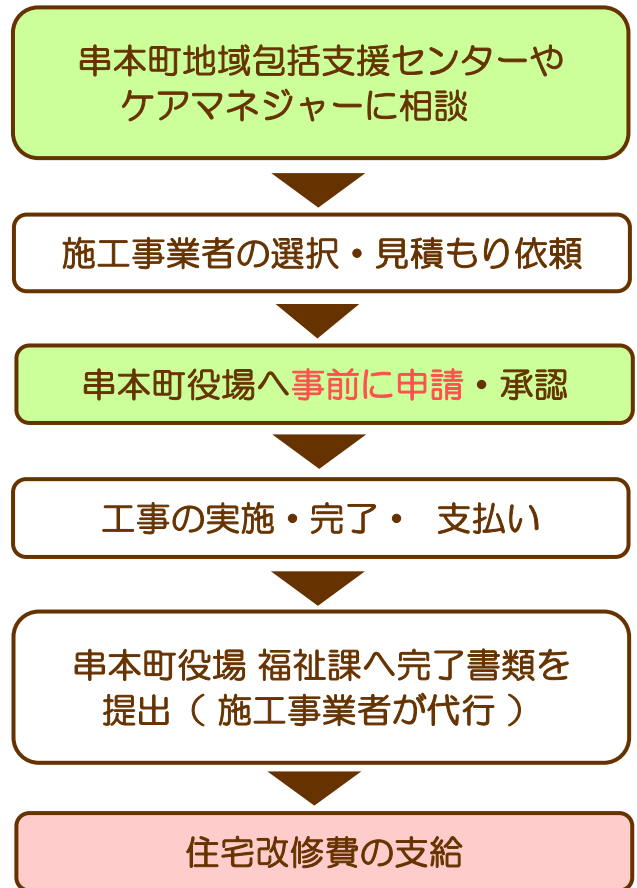 串本町地域包括支援センターや
ケアマネジャーに相談
施工事業者の選択・見積もり依頼
串本町役場へ事前に申請・承認
工事の実施・完了・ 支払い
串本町役場 福祉課へ完了書類を
提出（ 施工事業者が代行 ）
住宅改修費の支給